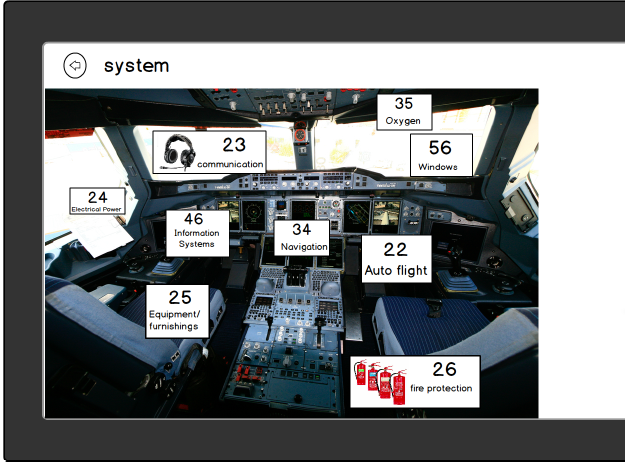 system
35
Oxygen
23
communication
56
Windows
24
Electrical Power
46
Information
Systems
34
Navigation
22
Auto flight
25
Equipment/
furnishings
26
fire protection